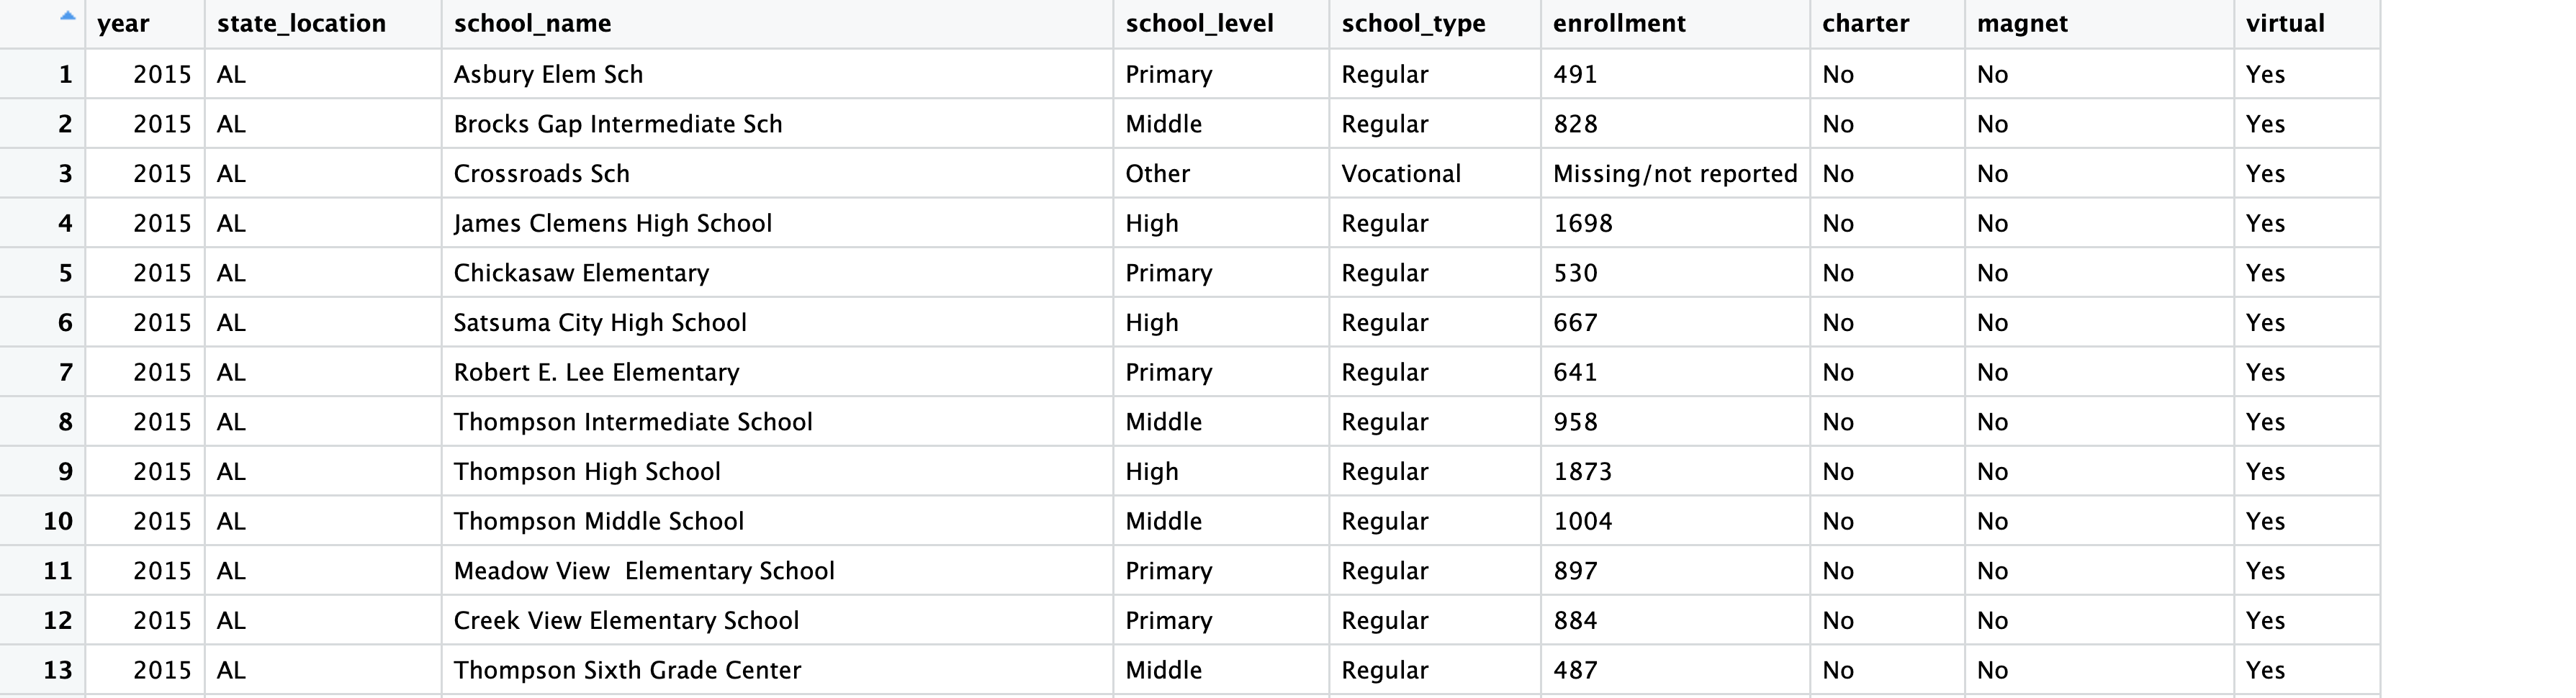 year state_location school_name school_level school_type enrollment charter magnet virtual
1 2015 AL Asbury Elem Sch Primary Regular 491 No No Yes
2 2015 AL Brocks Gap Intermediate Sch Middle Regular 828 No No Yes
3 2015 AL Crossroads Sch Other Vocational Missing/not reported No No Yes
4 2015 AL James Clemens High School High Regular 1698 No No Yes
5 2015 AL Chickasaw Elementary Primary Regular 530 No No Yes
6 2015 AL Satsuma City High School High Regular 667 No No Yes
7 2015 AL Robert E. Lee Elementary Primary Regular 641 No No Yes
8 2015 AL Thompson Intermediate School Middle Regular 958 No No Yes
9 2015 AL Thompson High School High Regular 1873 No No Yes
10 2015 AL Thompson Middle School Middle Regular 1004 No No Yes
11 2015 AL Meadow View  Elementary School Primary Regular 897 No No Yes
12 2015 AL Creek View Elementary School Primary Regular 884 No No Yes
13 2015 AL Thompson Sixth Grade Center Middle Regular 487 No No Yes